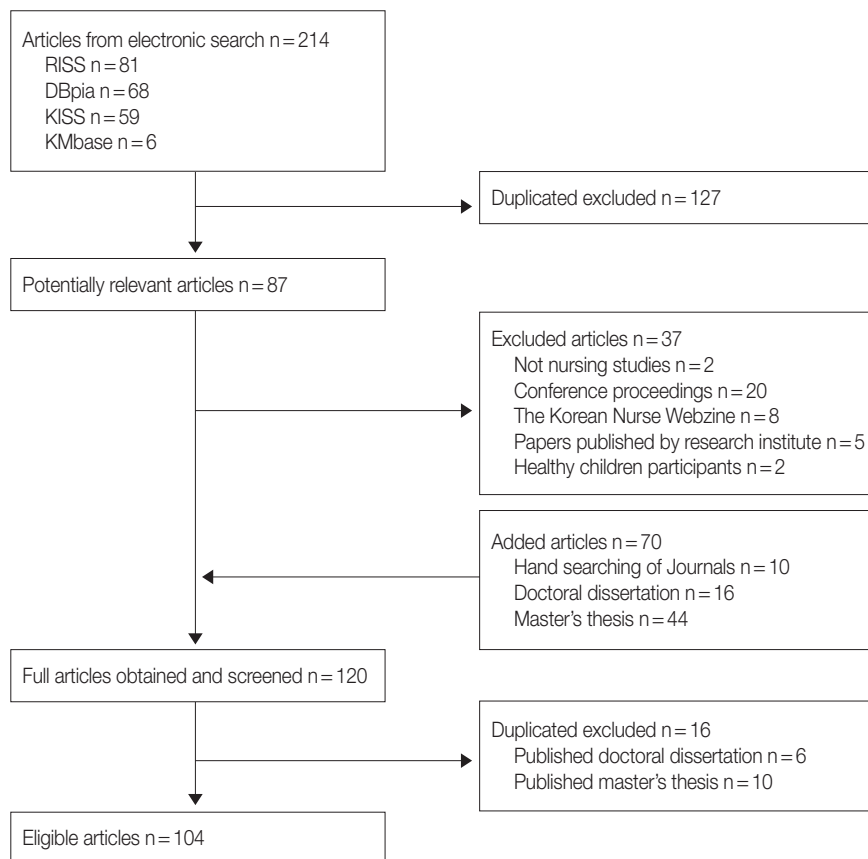 Articles from electronic search n=214
RISS n=81
DBpia n=68
KISS n=59
KMbase n=6
Duplicated excluded n=127
Potentially relevant articles n=87
Excluded articles n=37
Not nursing studies n=2
Conference proceedings n=20
The Korean Nurse Webzine n=8
Papers published by research institute n=5
Healthy children participants n=2
Added articles n=70
Hand searching of Journals n=10
Doctoral dissertation n=16
Master's thesis n=44
Full articles obtained and screened n=120
Duplicated excluded n=16
Published doctoral dissertation n=6
Published master's thesis n=10
Eligible articles n=104